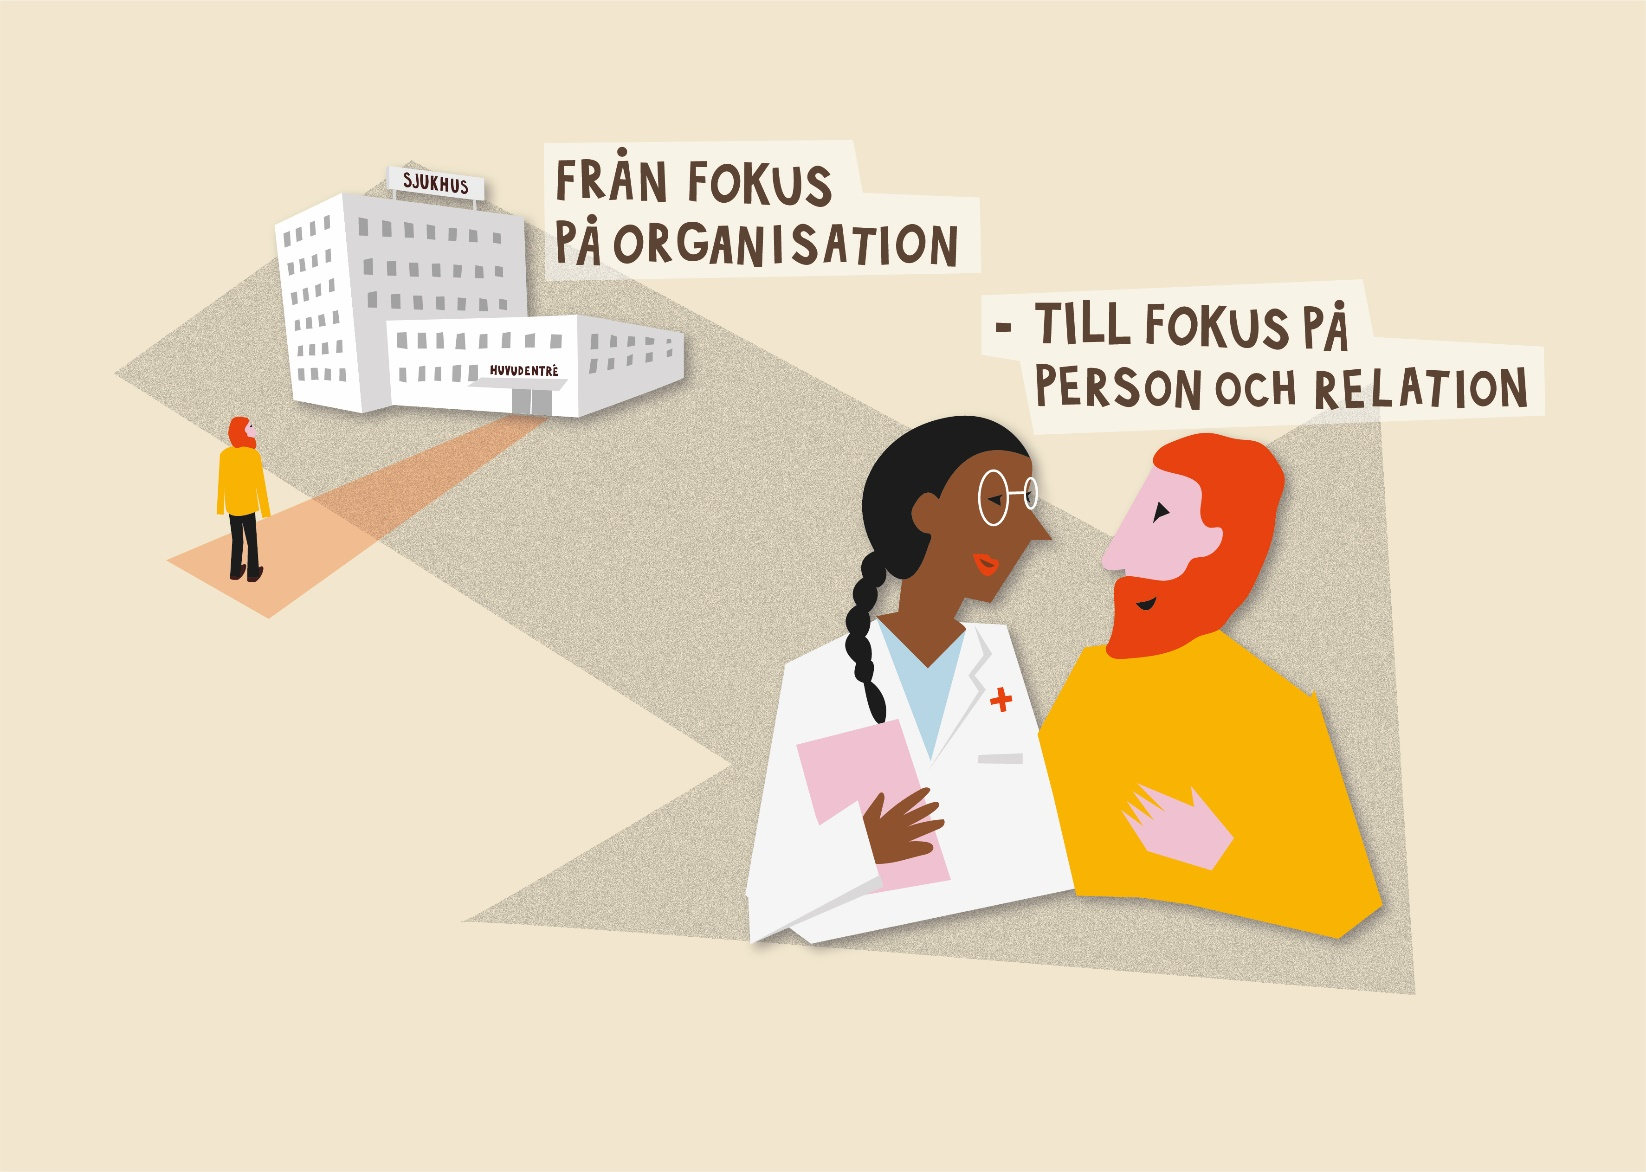 SJUKHUS
FRÅN FOKUS
PÅ ORGANISATION
HUVUDENTRÉ
- TILL FOKUS PÅ
PERSON OCH RELATION